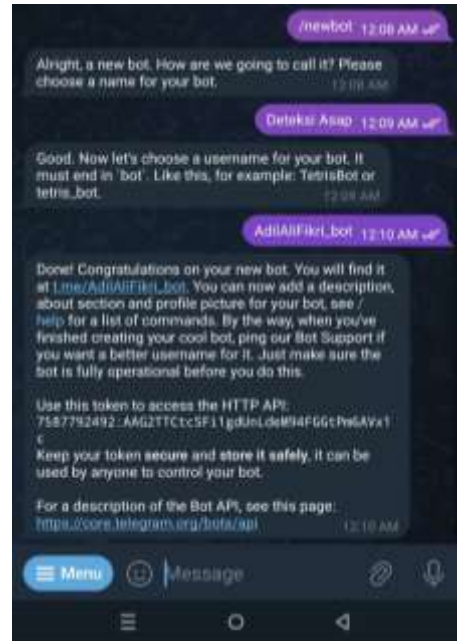 /newbot 12:08 AM
Alright, a new bot. How are we going to call it? Please
choose a name for your bot.
12:08 AM
Deteksi Asap 12:09 AM
Good. Now let's choose a username for your bot. It
must end in `bot`. Like this, for example: TetrisBot or
tetris_bot.
12:09 AM
AdilAliFikri_bot 12:10 AM
Done! Congratulations on your new bot. You will find it
at t.me/AdilAliFikri_bot. You can now add a description,
about section and profile picture for your bot, see /
help for a list of commands. By the way, when you've
finished creating your cool bot, ping our Bot Support if
you want a better username for it. Just make sure the
bot is fully operational before you do this.
Use this token to access the HTTP API:
Keep your token secure and store it safely, it can be
used by anyone to control your bot.
For a description of the Bot API, see this page:
https://core.telegram.org/bots/api
12:10 AM
Menu
Message